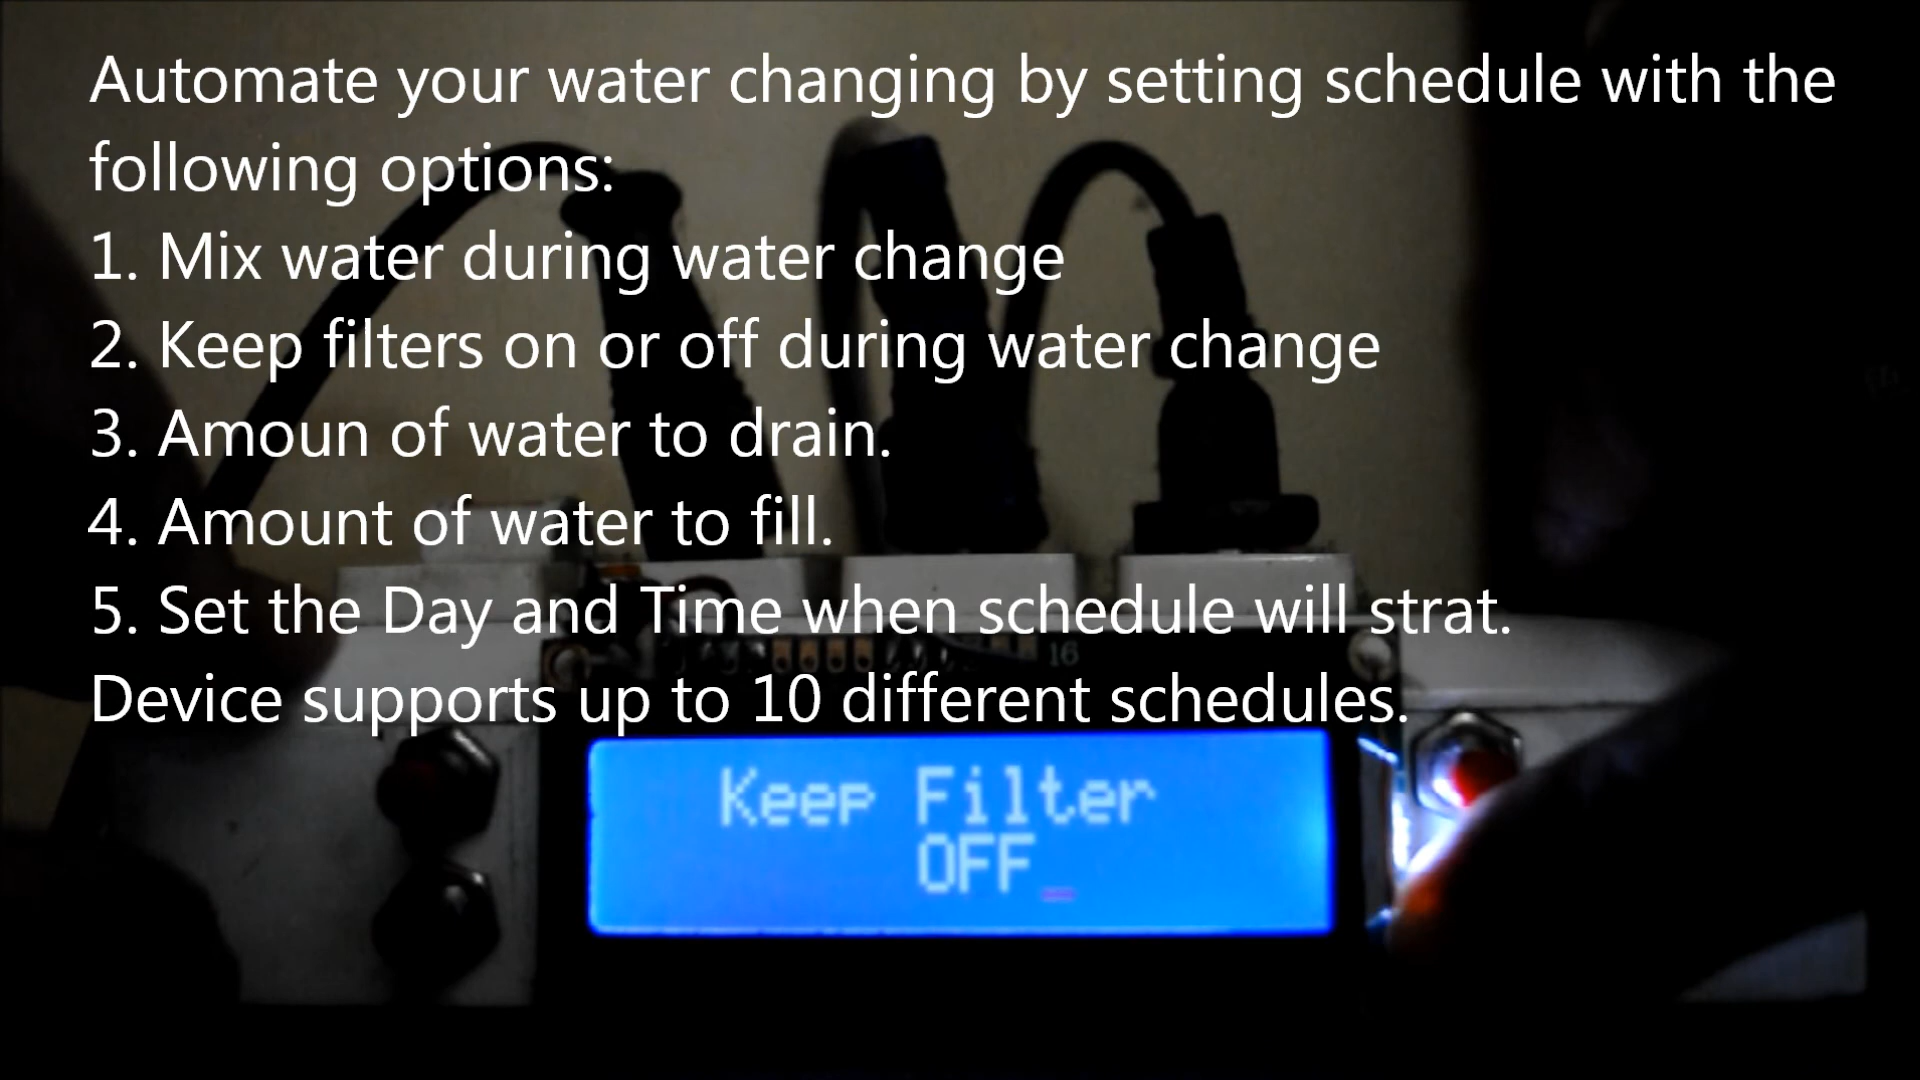 Automate your water changing by setting schedule with the
following options:
1. Mix water during water change
2. Keep filters on or off during water change
3. Amoun of water to drain.
4. Amount of water to fill.
5. Set the Day and Time when schedule will strat.
16
Device supports up to 10 different schedules.
Keep Filter
OFF_